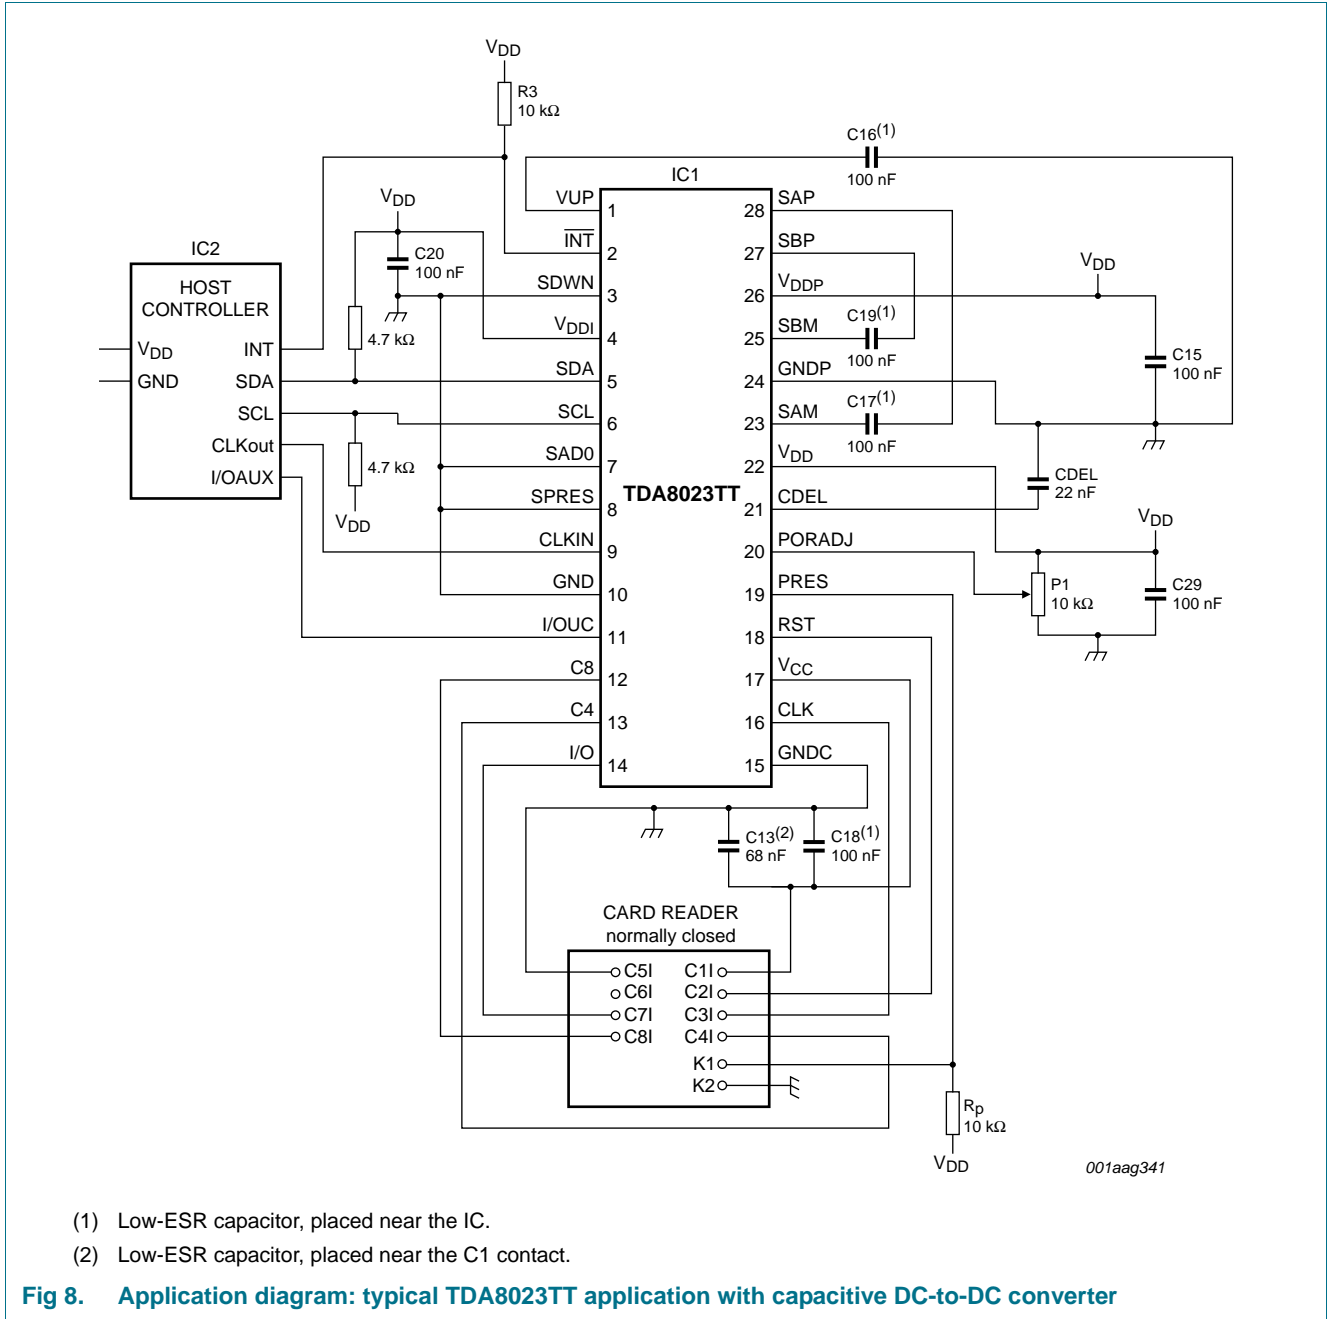 VDD
R3
10 kΩ
C16(1)
100 nF
IC1
VUP
1
INT
2
SDWN
3
VDDI
4
SDA
5
SCL
6
SAD0
7
SPRES
8
CLKIN
9
GND
10
I/OUC
11
C8
12
C4
13
I/O
14
TDA8023TT
28
SAP
27
SBP
26
VDDP
25
SBM
24
GNDP
23
SAM
22
VDD
21
CDEL
20
PORADJ
19
PRES
18
RST
17
VCC
16
CLK
15
GNDC
VDD
C20
100 nF
IC2
HOST
CONTROLLER
VDD
GND
INT
SDA
SCL
CLKout
I/OAUX
4.7 kΩ
4.7 kΩ
VDD
C19(1)
100 nF
C17(1)
100 nF
VDD
C15
100 nF
CDEL
22 nF
VDD
P1
10 kΩ
C29
100 nF
C13(2)
68 nF
C18(1)
100 nF
CARD READER
normally closed
C5I
C1I
C6I
C2I
C7I
C3I
C8I
C4I
K1
K2
Rp
10 kΩ
VDD
001aag341
(1) Low-ESR capacitor, placed near the IC.
(2) Low-ESR capacitor, placed near the C1 contact.
Fig 8. Application diagram: typical TDA8023TT application with capacitive DC-to-DC converter